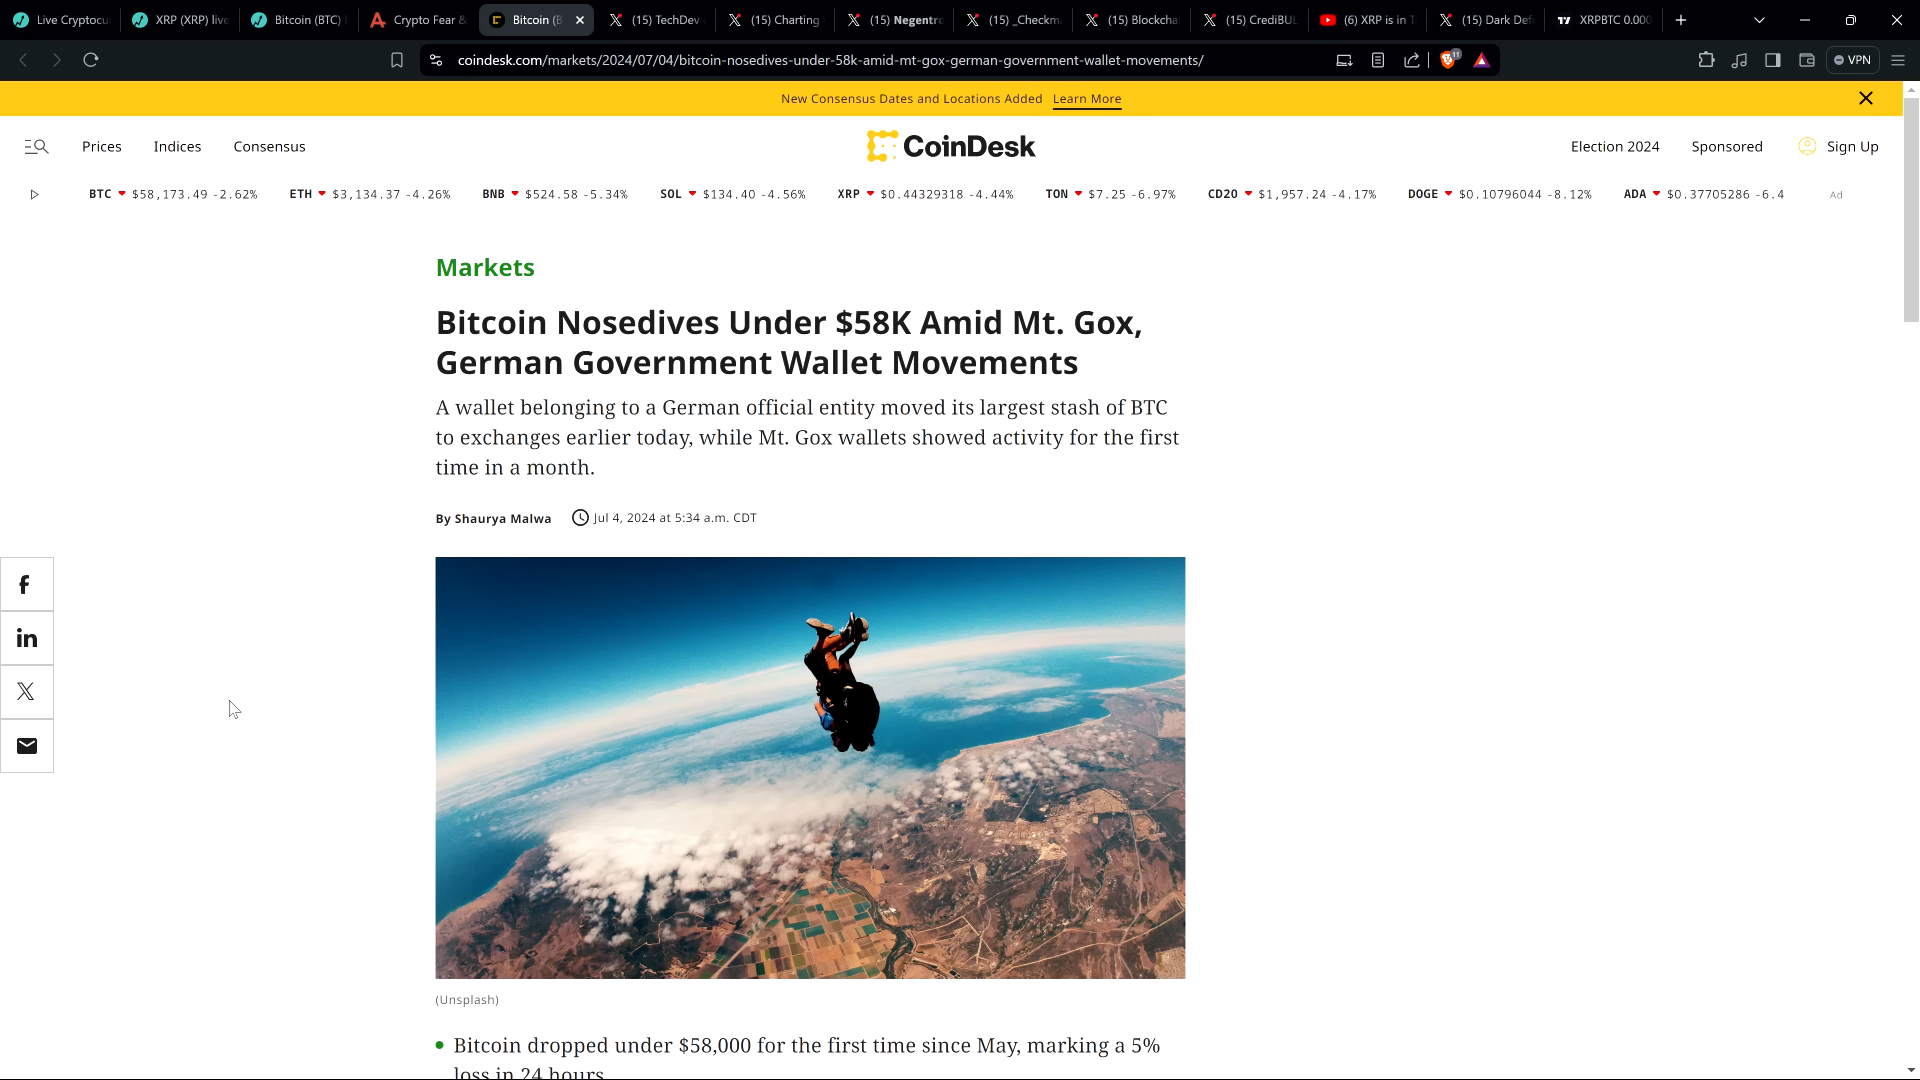 Live Cryptocu
XRP (XRP) live
Bitcoin (BTC)
Crypto Fear &
Bitcoin (B
(15) TechDev
(15) Charting
(15) Negentro
(15) _Checkm
(15) Blockcha
(15) CrediBUL
(6) XRP is in T
(15) Dark Def
XRPBTC 0.000
coindesk.com/markets/2024/07/04/bitcoin-nosedives-under-58k-amid-mt-gox-german-government-wallet-movements/
11
VPN
New Consensus Dates and Locations Added Learn More
Prices Indices Consensus
CoinDesk
Election 2024 Sponsored Sign Up
BTC $58,173.49 -2.62% ETH $3,134.37 -4.26% BNB $524.58 -5.34% SOL $134.40 -4.56% XRP $0.44329318 -4.44% TON $7.25 -6.97% CD20 $1,957.24 -4.17% DOGE $0.10796044 -8.12% ADA $0.37705286 -6.4 Ad
Markets
Bitcoin Nosedives Under $58K Amid Mt. Gox,
German Government Wallet Movements
A wallet belonging to a German official entity moved its largest stash of BTC
to exchanges earlier today, while Mt. Gox wallets showed activity for the first
time in a month.
By Shaurya Malwa Jul 4, 2024 at 5:34 a.m. CDT
(Unsplash)
Bitcoin dropped under $58,000 for the first time since May, marking a 5%
loss in 24 hours.